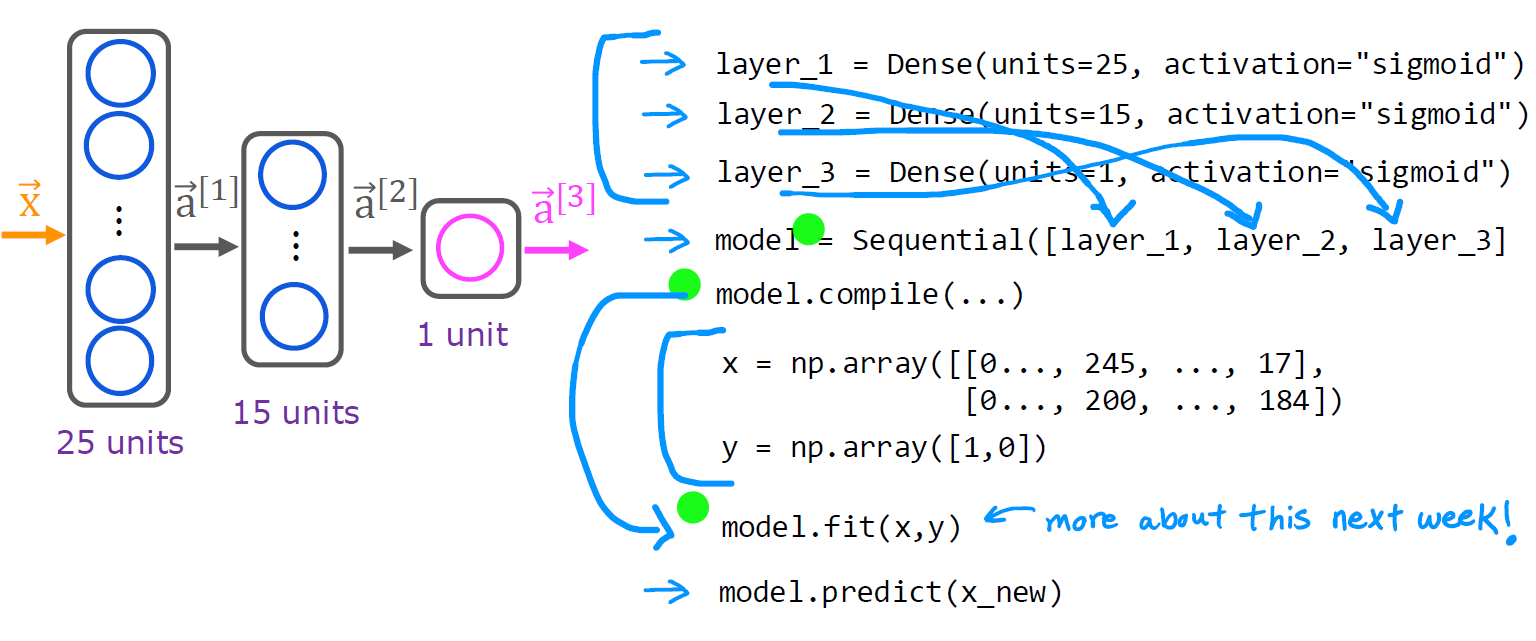 x⃗
a⃗[1]
a⃗[2]
a⃗[3]
25 units
15 units
1 unit
layer_1 = Dense(units=25, activation="sigmoid")
layer_2 = Dense(units=15, activation="sigmoid")
layer_3 = Dense(units=1, activation="sigmoid")
model = Sequential([layer_1, layer_2, layer_3]
model.compile(...)
x = np.array([[0..., 245, ..., 17],
[0..., 200, ..., 184])
y = np.array([1,0])
model.fit(x,y)
more about this next week!
model.predict(x_new)